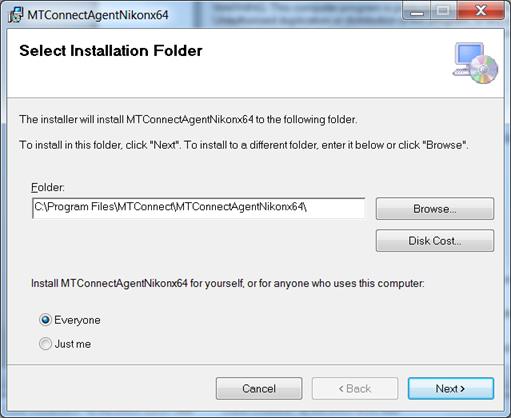 MTConnectAgentNikonx64
Select Installation Folder
The installer will install MTConnectAgentNikonx64 to the following folder.
To install in this folder, click "Next". To install to a different folder, enter it below or click "Browse".
Folder:
C:\Program Files\MTConnect\MTConnectAgentNikonx64\
Browse...
Disk Cost...
Install MTConnectAgentNikonx64 for yourself, or for anyone who uses this computer:
Everyone
Just me
Cancel
< Back
Next >